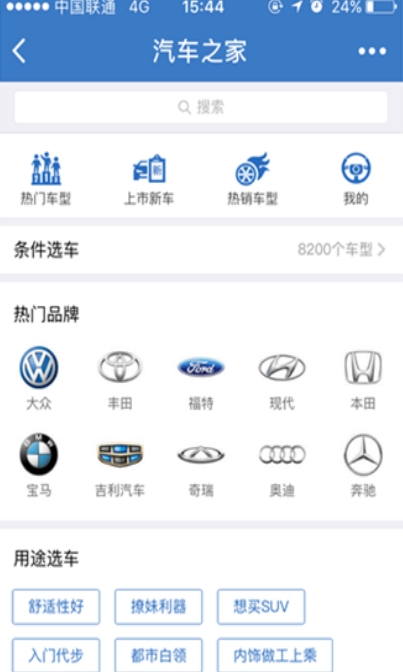 中国联通 4G 15:44 24%
汽车之家
搜索
新
热门车型 上市新车 热销车型 我的
条件选车 8200个车型
热门品牌
Ford
大众 丰田 福特 现代 本田
BMW
宝马 吉利汽车 奇瑞 奥迪 奔驰
用途选车
舒适性好 撩妹利器 想买SUV
入门代步 都市白领 内饰做工上乘